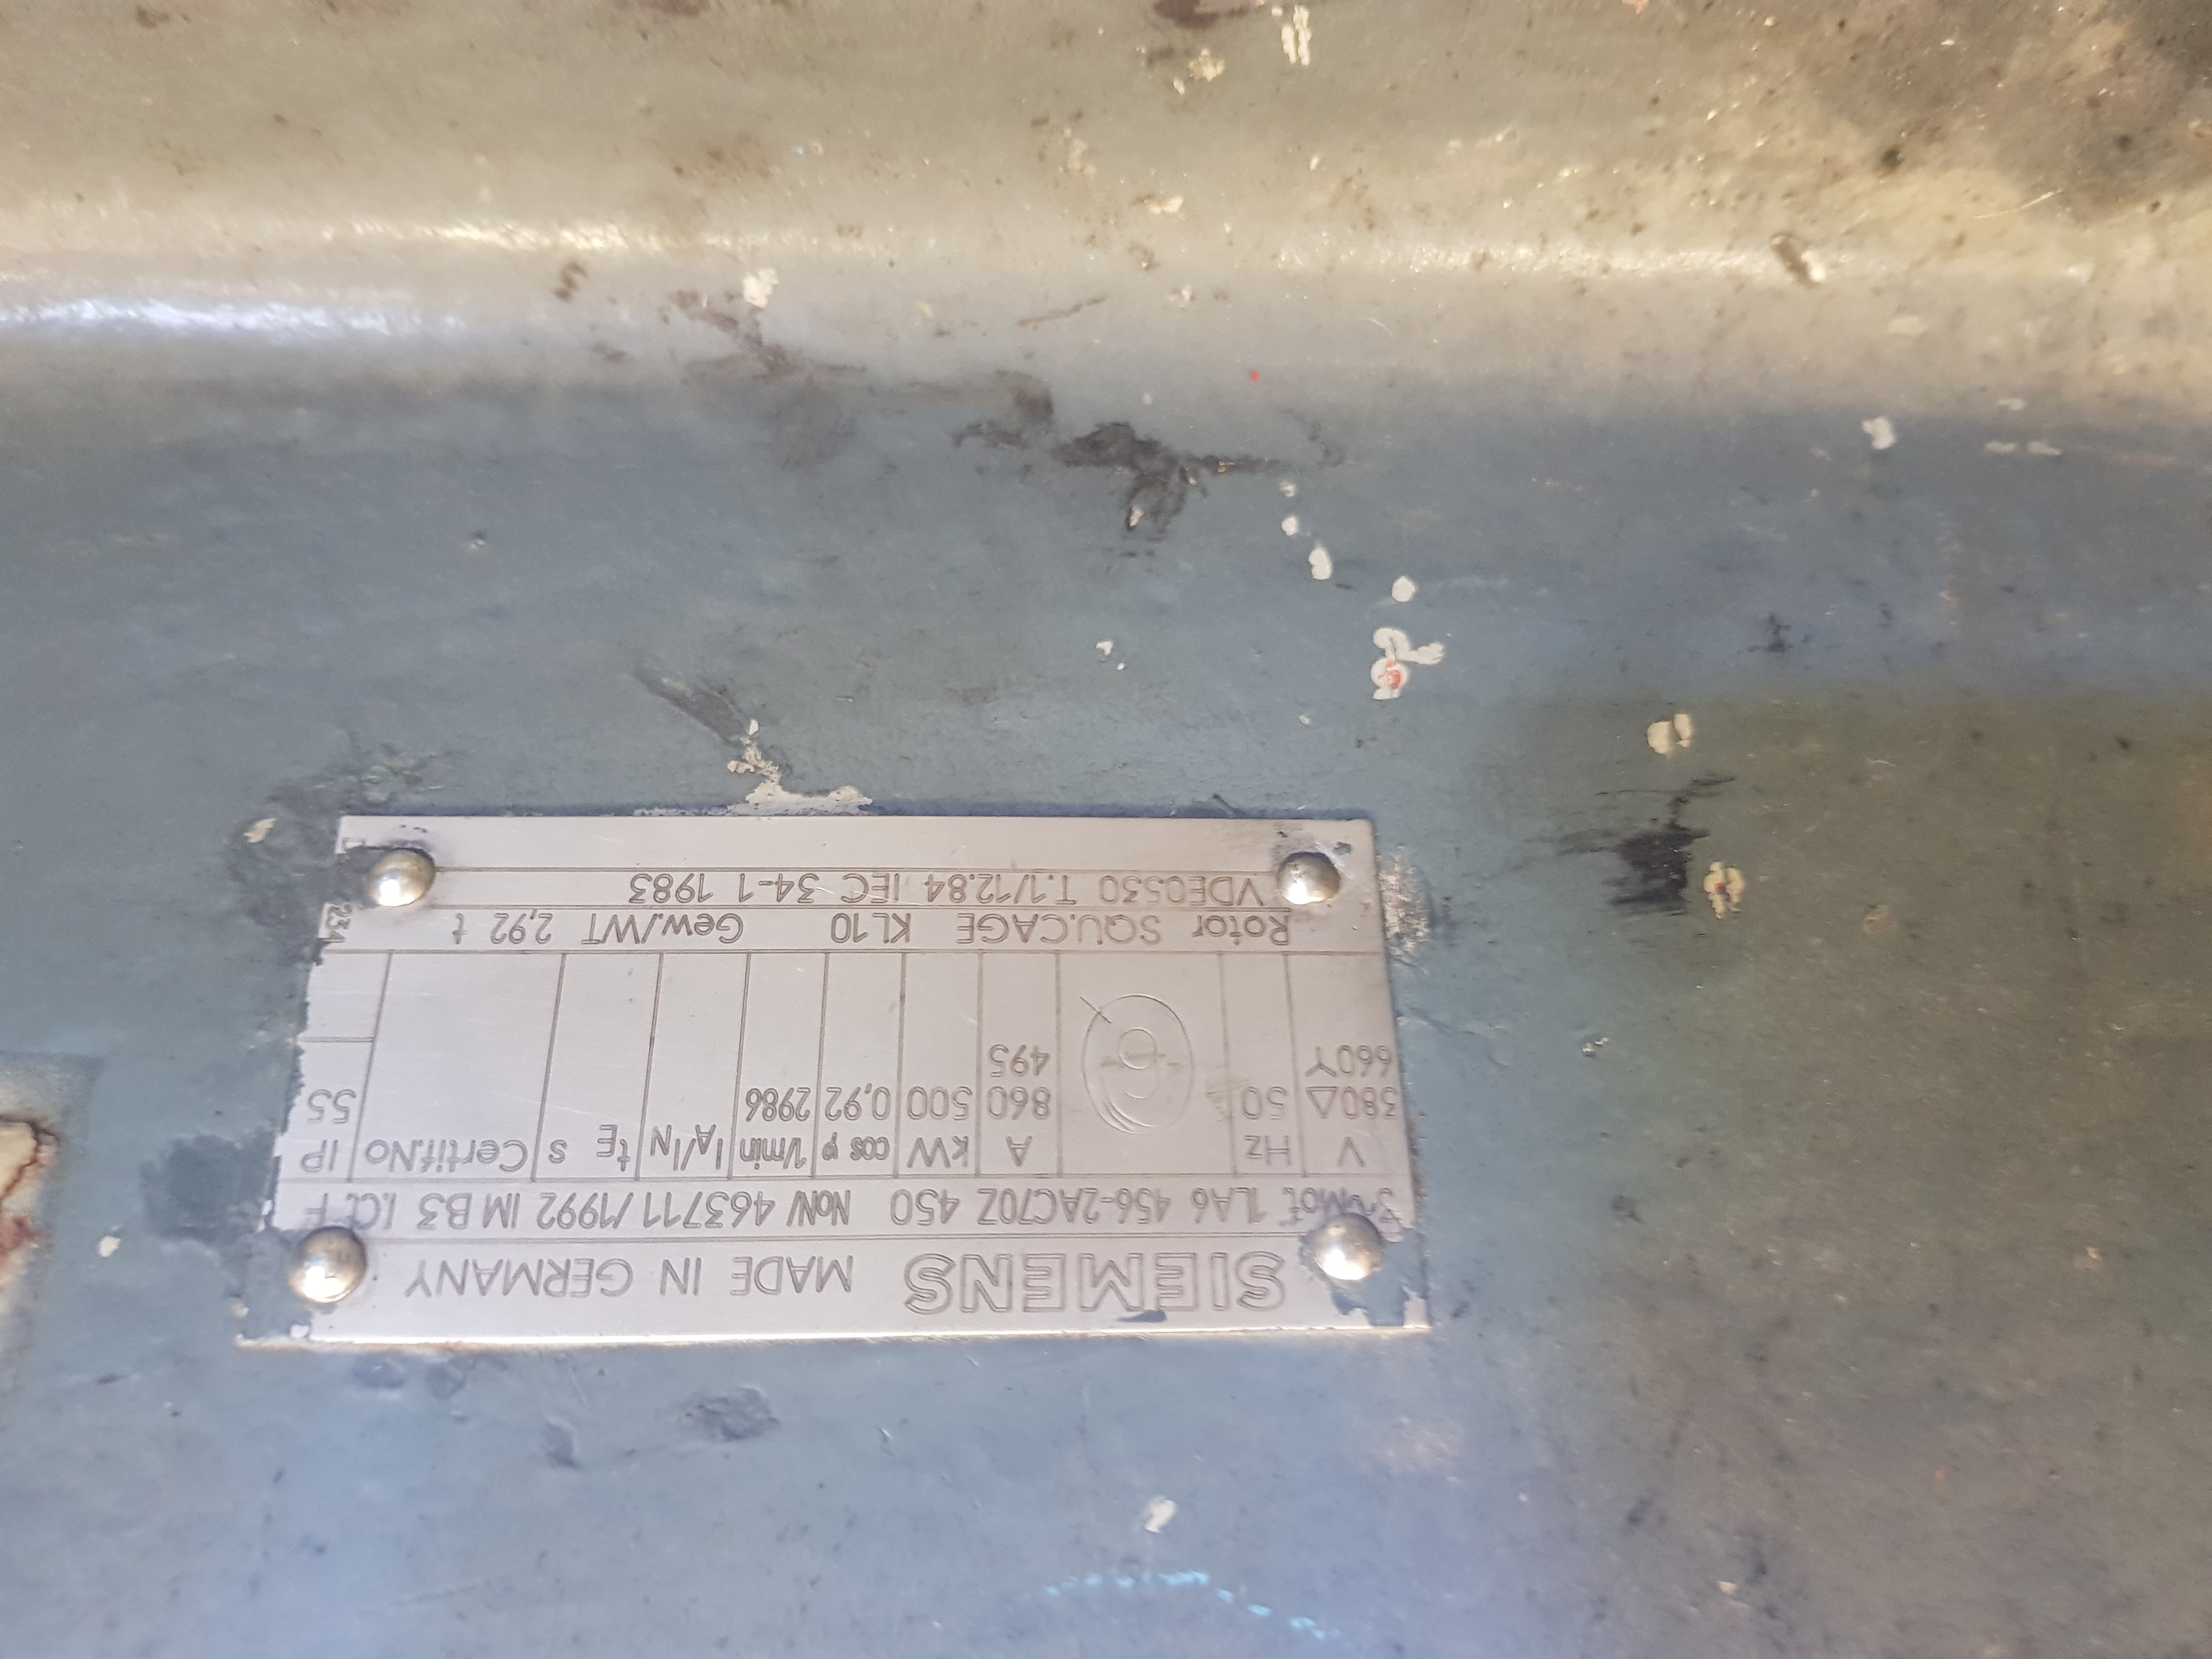 SIEMENS MADE IN GERMANY
3~Mot. 1LA6 456-2AC70Z 450 NoN 463711/1992 IM B3 I.Cl. F
V Hz A kW cos φ 1/min IA/IN tE s Certif.No IP
380Δ 50 860 500 0,92 2986 55
660Y 495
Rotor SQU.CAGE KL10 Gew./WT 2,92 t
VDE0530 T.1/12.84 IEC 34-1 1983